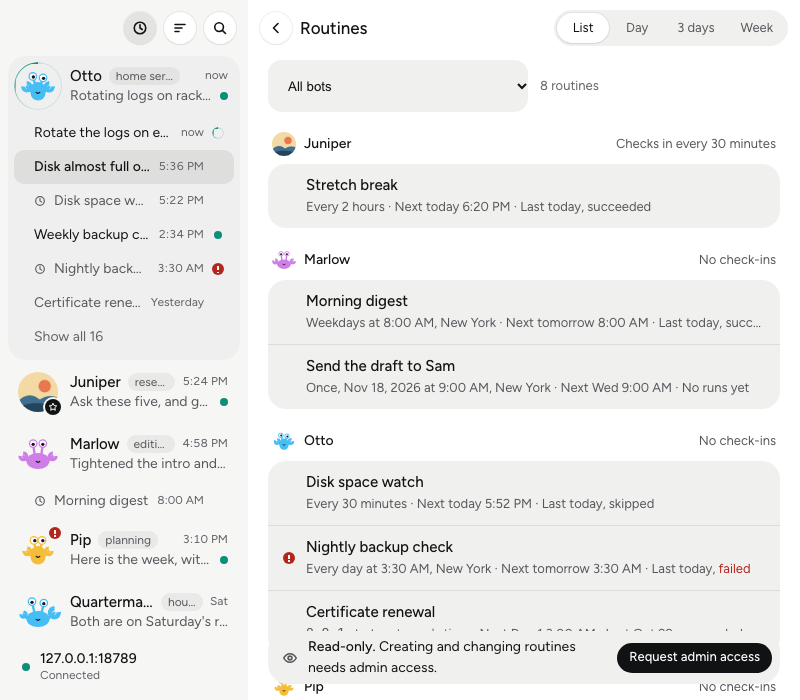 Otto home ser... now
Rotating logs on rack...
Rotate the logs on e... now
Disk almost full o... 5:36 PM
Disk space w... 5:22 PM
Weekly backup c... 2:34 PM
Nightly back... 3:30 AM
Certificate rene... Yesterday
Show all 16
Juniper rese... 5:24 PM
Ask these five, and g...
Marlow editi... 4:58 PM
Tightened the intro and...
Morning digest 8:00 AM
Pip planning 3:10 PM
Here is the week, wit...
Quarterma... hou... Sat
Both are on Saturday's r...
127.0.0.1:18789
Connected
Routines
List Day 3 days Week
All bots 8 routines
Juniper Checks in every 30 minutes
Stretch break
Every 2 hours · Next today 6:20 PM · Last today, succeeded
Marlow No check-ins
Morning digest
Weekdays at 8:00 AM, New York · Next tomorrow 8:00 AM · Last today, succ...
Send the draft to Sam
Once, Nov 18, 2026 at 9:00 AM, New York · Next Wed 9:00 AM · No runs yet
Otto No check-ins
Disk space watch
Every 30 minutes · Next today 5:52 PM · Last today, skipped
Nightly backup check
Every day at 3:30 AM, New York · Next tomorrow 3:30 AM · Last today, failed
Certificate renewal
Read-only. Creating and changing routines
needs admin access.
Request admin access
Pip No check-ins